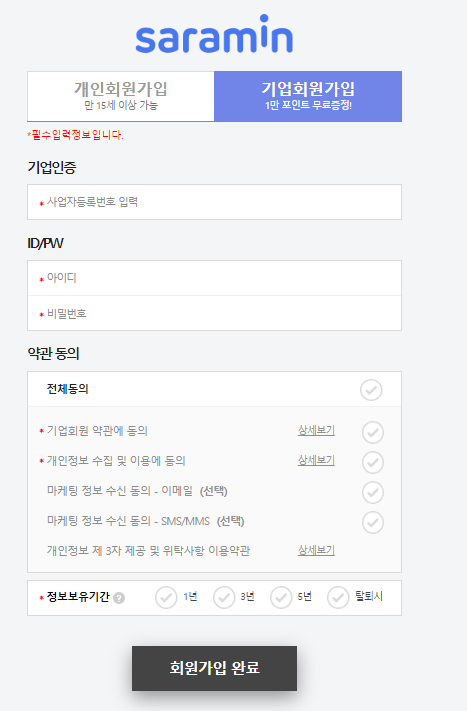 saramin
개인회원가입
만 15세 이상 가능
기업회원가입
1만 포인트 무료증정!
*필수입력정보입니다.
기업인증
* 사업자등록번호 입력
ID/PW
* 아이디
* 비밀번호
약관 동의
전체동의
* 기업회원 약관에 동의 상세보기
* 개인정보 수집 및 이용에 동의 상세보기
마케팅 정보 수신 동의 - 이메일 (선택)
마케팅 정보 수신 동의 - SMS/MMS (선택)
개인정보 제 3자 제공 및 위탁사항 이용약관 상세보기
* 정보보유기간 ? 1년 3년 5년 탈퇴시
회원가입 완료